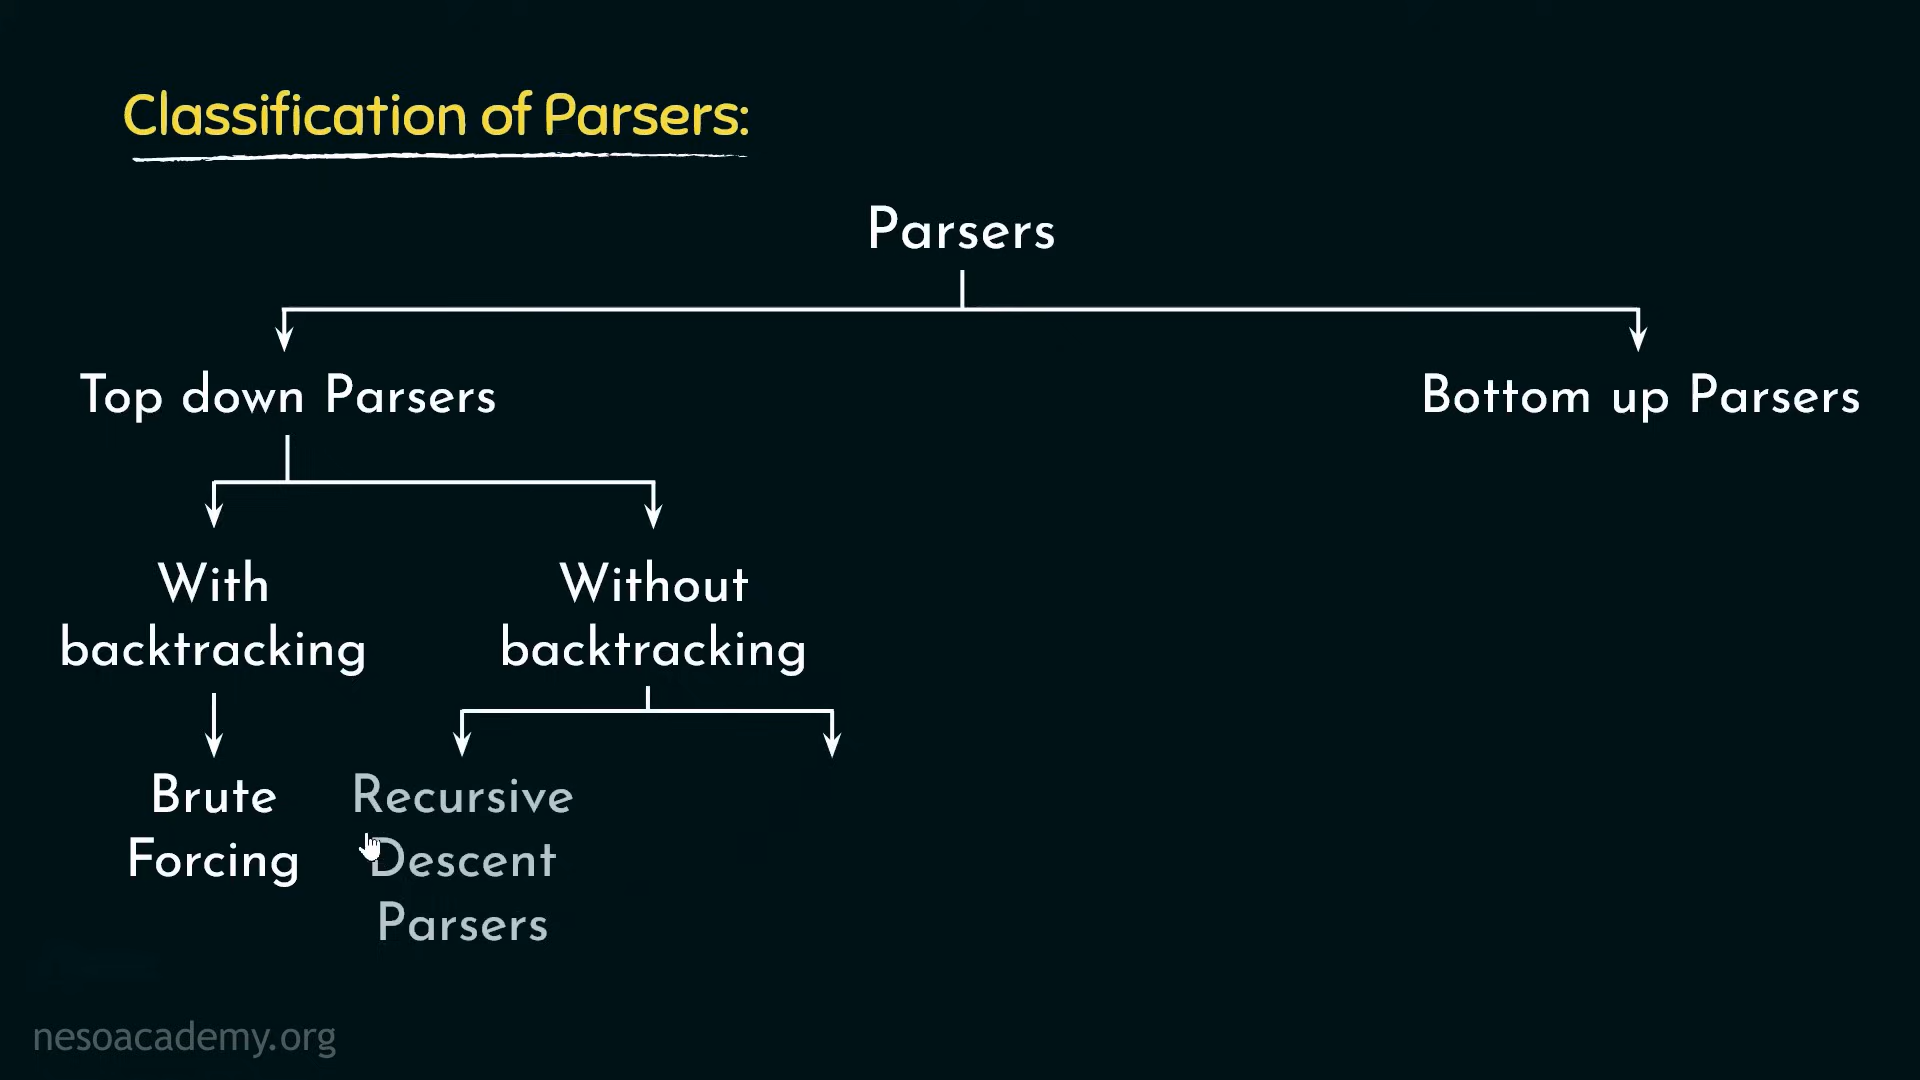 Classification of Parsers:
Parsers
Top down Parsers
Bottom up Parsers
With
backtracking
Without
backtracking
Brute
Forcing
Recursive
Descent
Parsers
nesoacademy.org